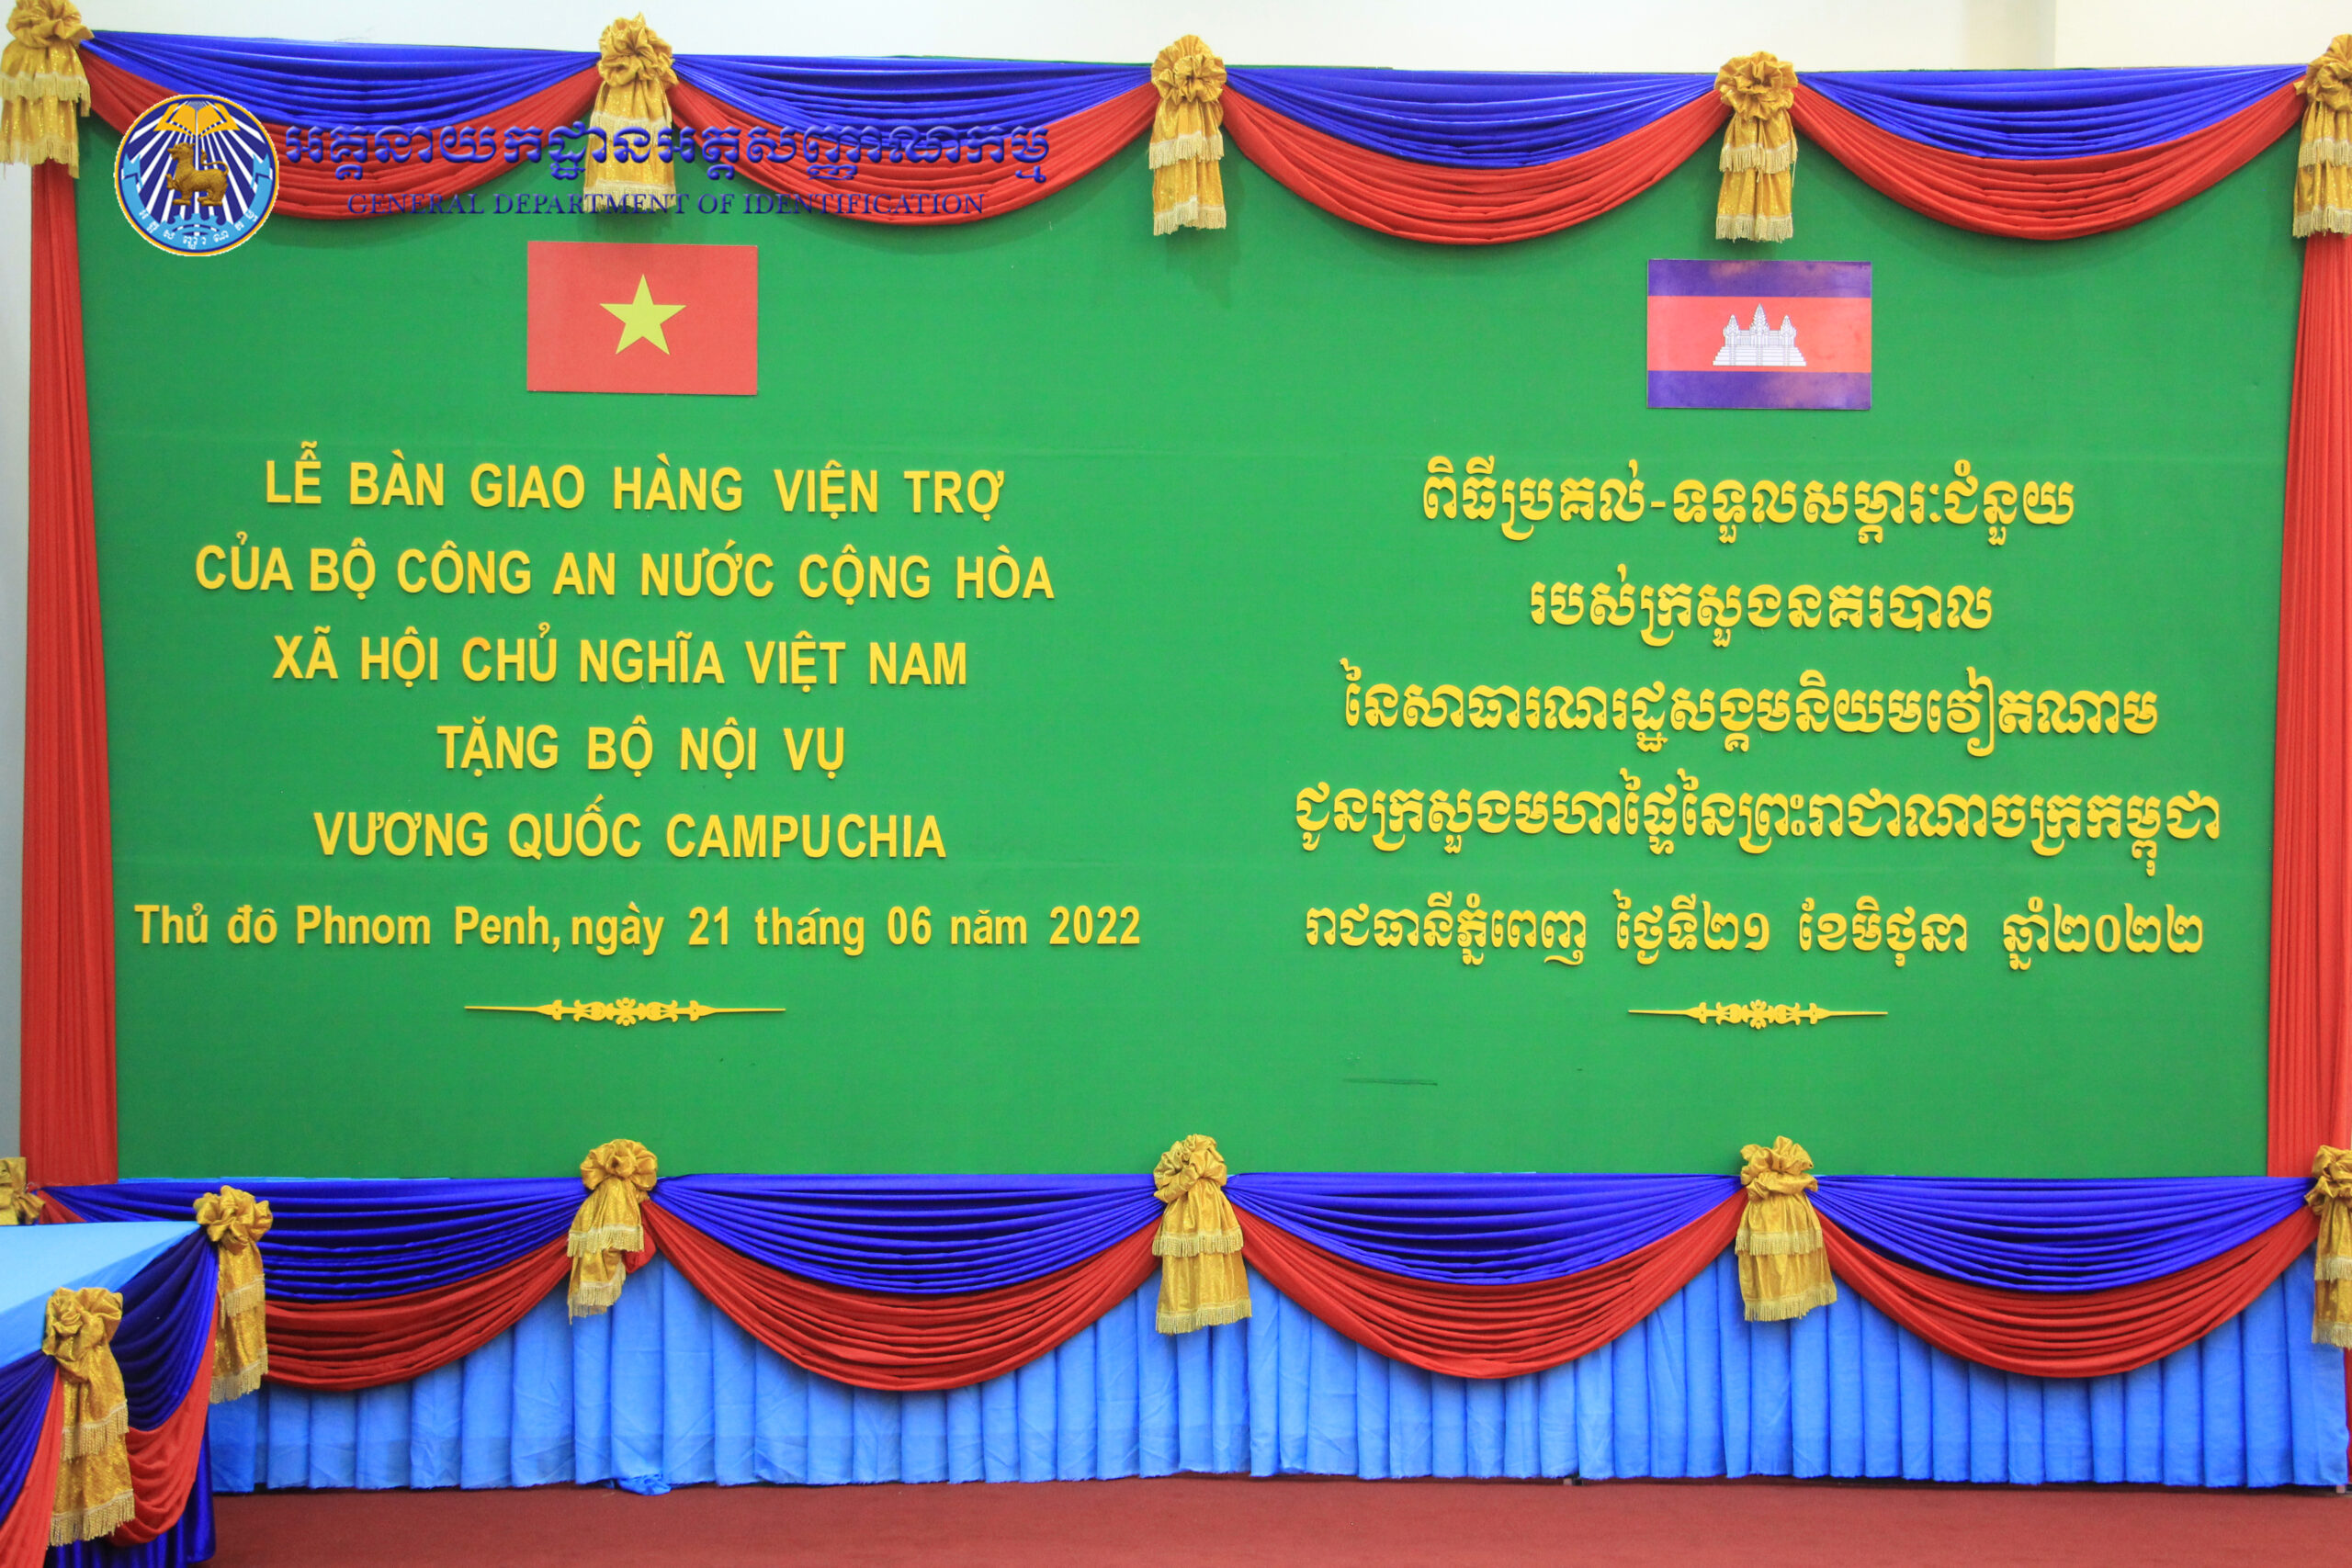 អគ្គនាយកដ្ឋានអត្តសញ្ញាណកម្ម
GENERAL DEPARTMENT OF IDENTIFICATION
LỄ BÀN GIAO HÀNG VIỆN TRỢ
CỦA BỘ CÔNG AN NƯỚC CỘNG HÒA
XÃ HỘI CHỦ NGHĨA VIỆT NAM
TẶNG BỘ NỘI VỤ
VƯƠNG QUỐC CAMPUCHIA
Thủ đô Phnom Penh, ngày 21 tháng 06 năm 2022
ពិធីប្រគល់-ទទួលសម្ភារៈជំនួយ
របស់ក្រសួងនគរបាល
នៃសាធារណរដ្ឋសង្គមនិយមវៀតណាម
ជូនក្រសួងមហាផ្ទៃនៃព្រះរាជាណាចក្រកម្ពុជា
រាជធានីភ្នំពេញ ថ្ងៃទី២១ ខែមិថុនា ឆ្នាំ២០២២